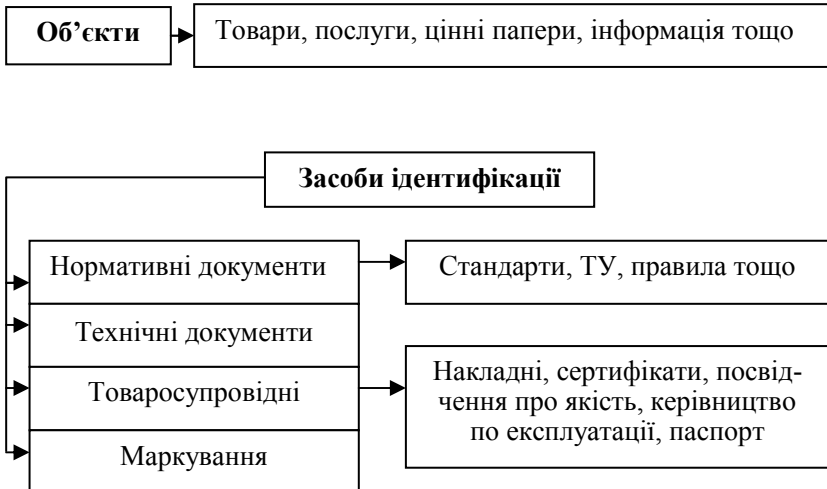 Об’єкти
Товари, послуги, цінні папери, інформація тощо
Засоби ідентифікації
Нормативні документи
Стандарти, ТУ, правила тощо
Технічні документи
Товаросупровідні
Накладні, сертифікати, посвід-
чення про якість, керівництво
по експлуатації, паспорт
Маркування